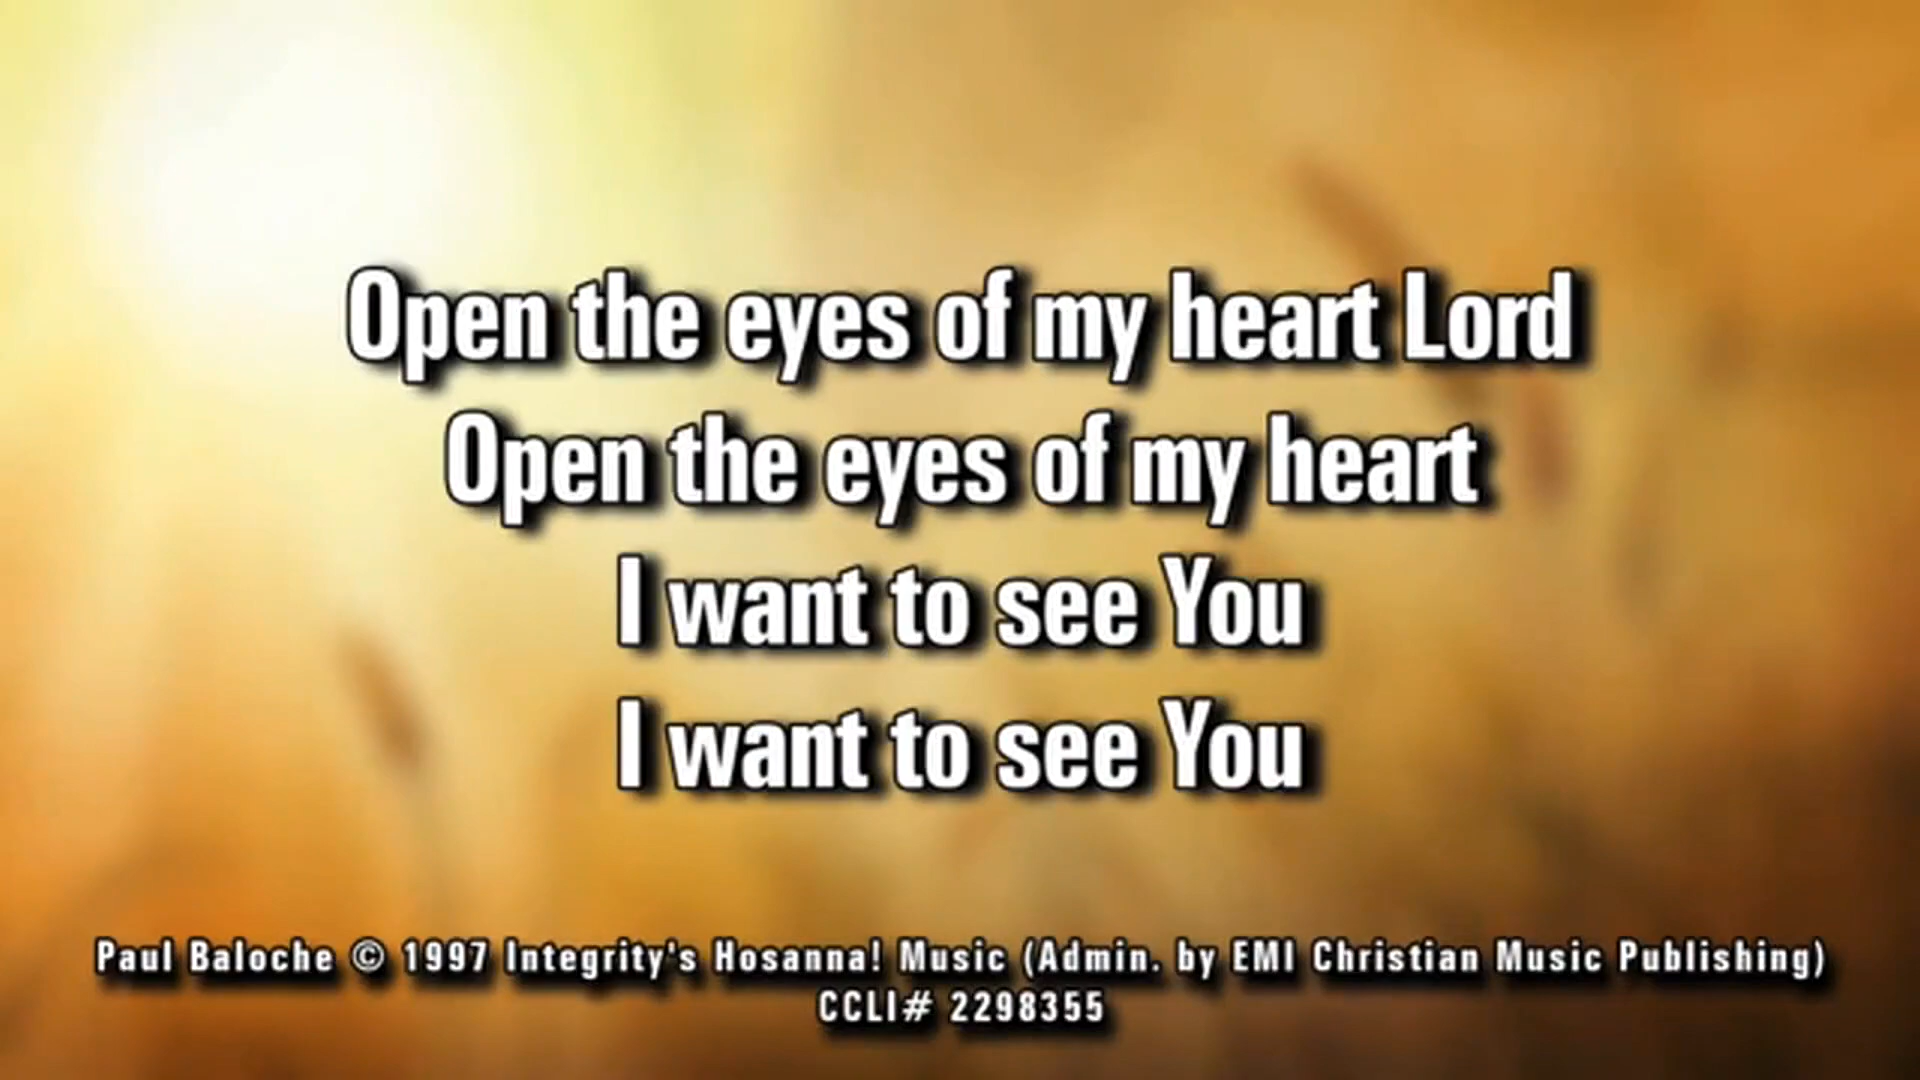 Open the eyes of my heart Lord
Open the eyes of my heart
I want to see You
I want to see You
Paul Baloche © 1997 Integrity's Hosanna! Music (Admin. by EMI Christian Music Publishing)
CCLI# 2298355